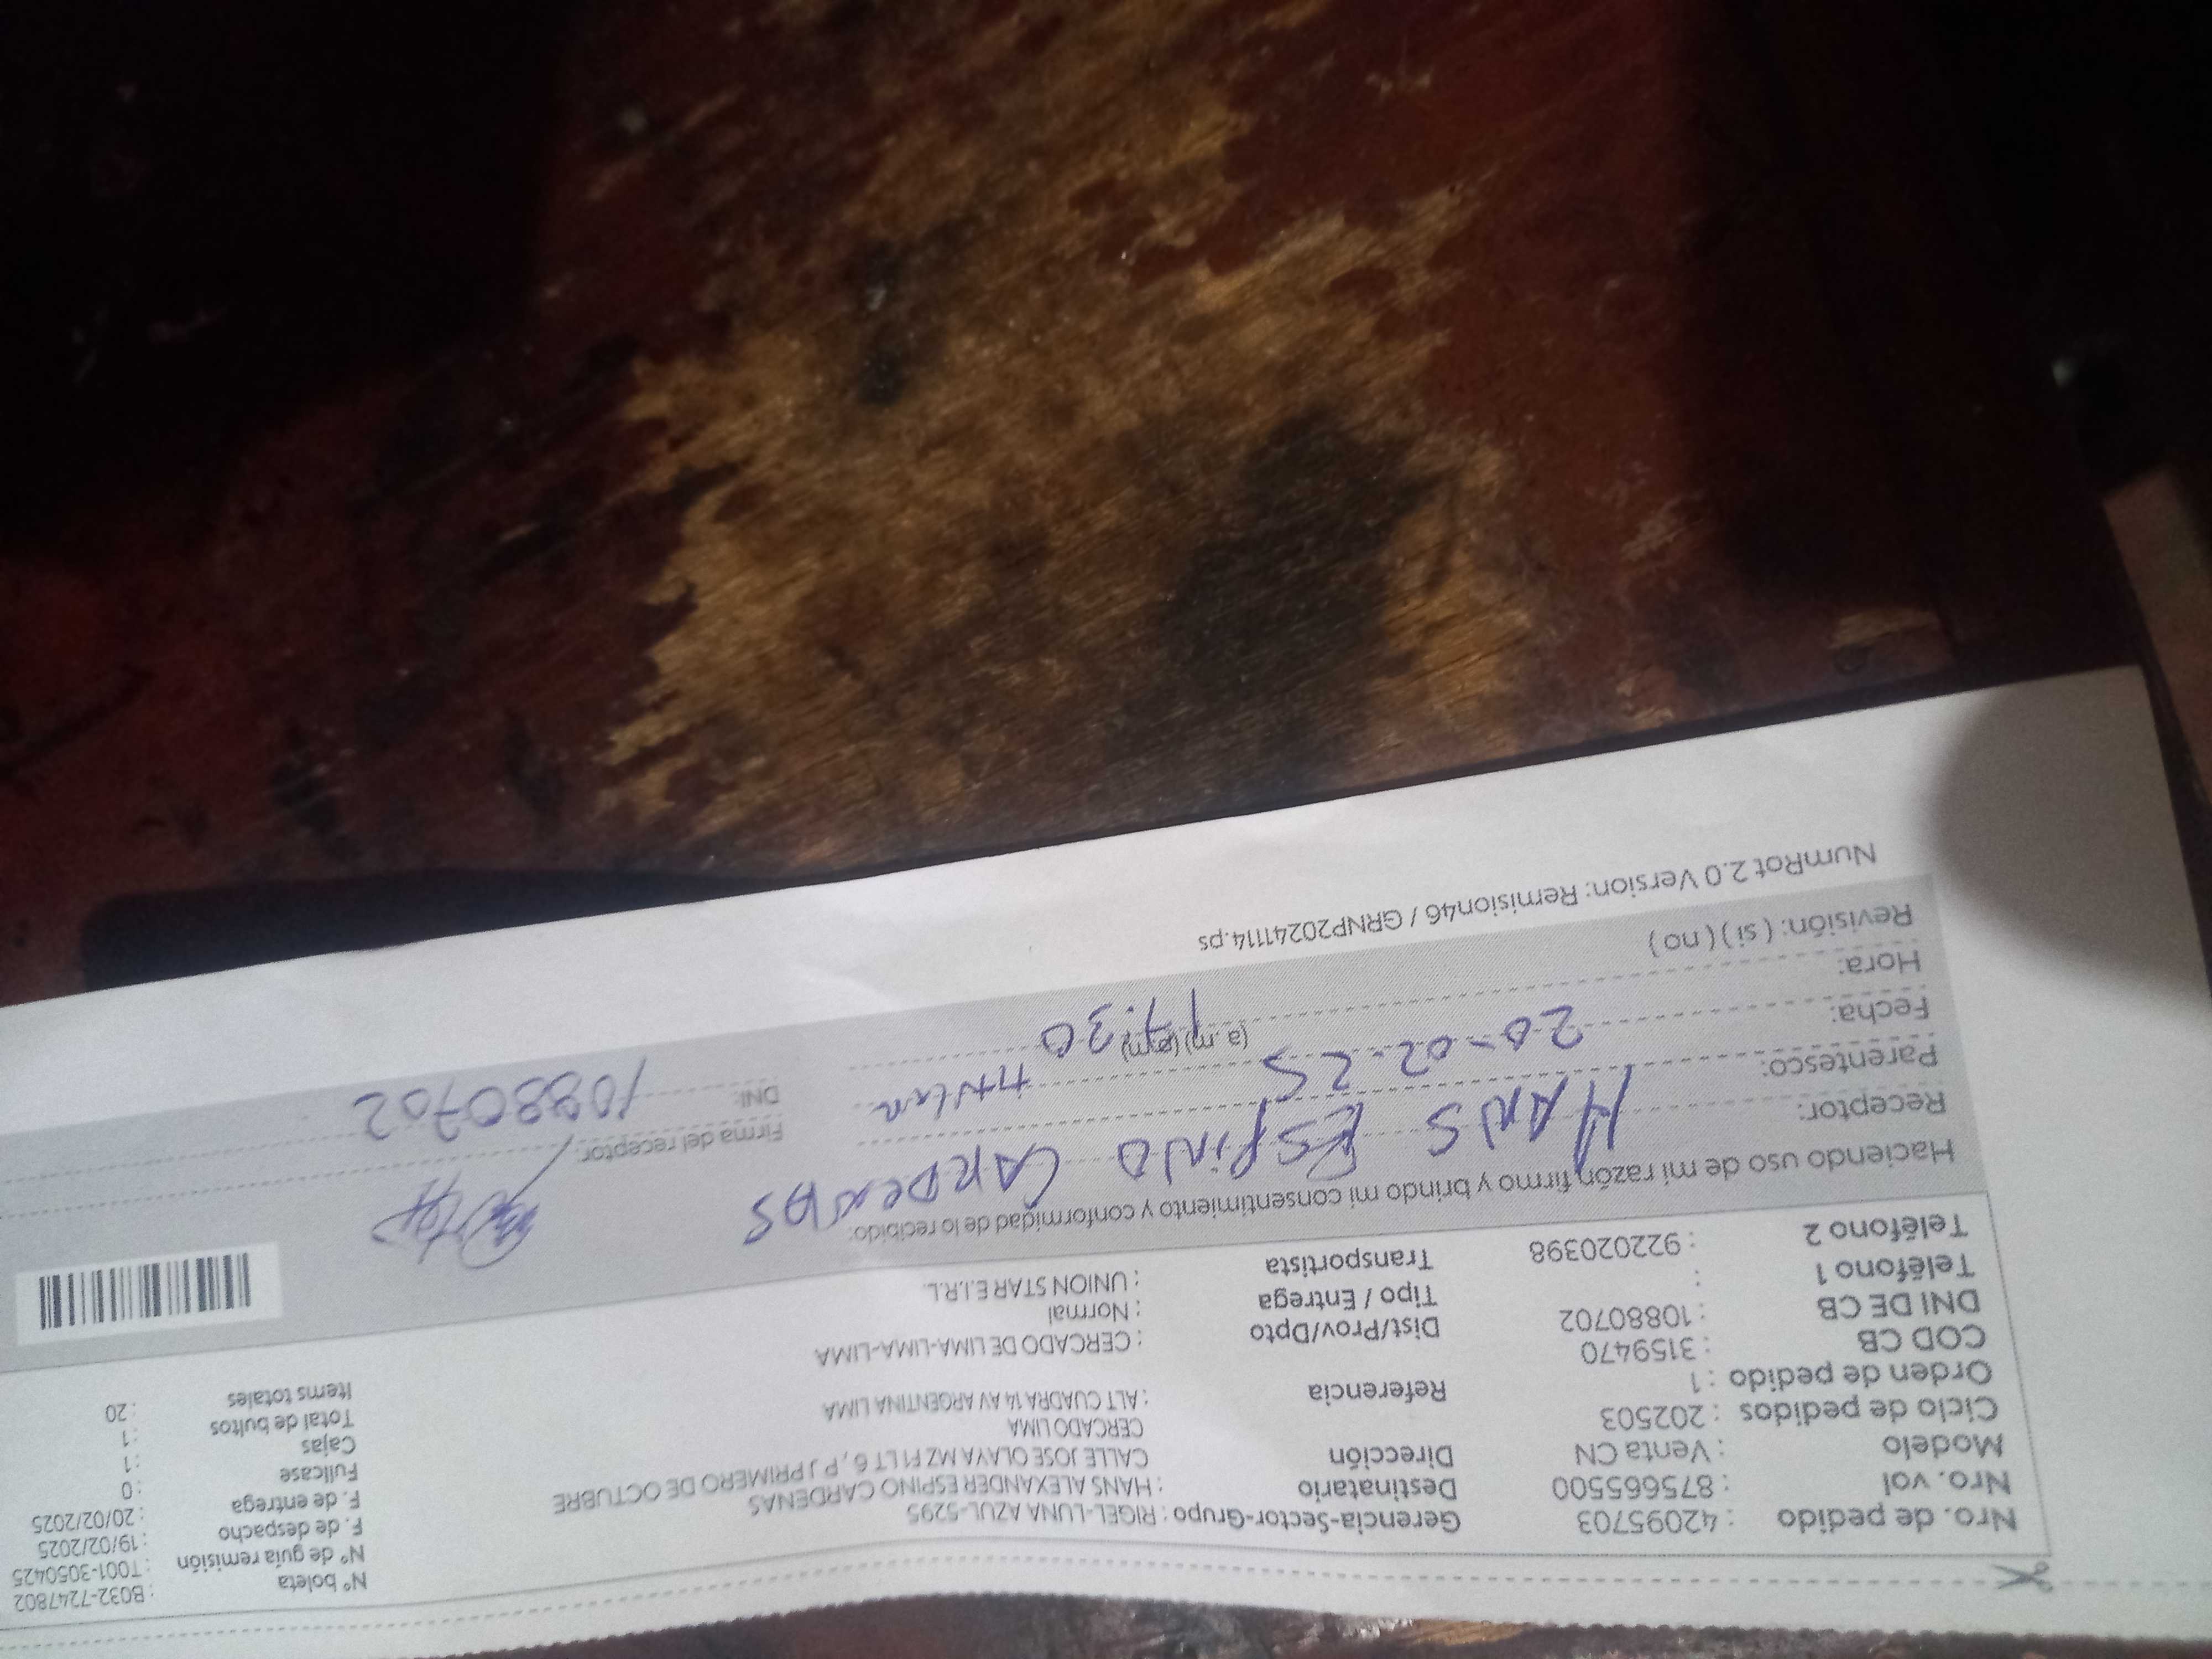 Nro. de pedido : 42095703
Nro. vol : 875665500
Modelo : Venta CN
Ciclo de pedidos : 202503
Orden de pedido : 1
COD CB : 3159470
DNI DE CB : 10880702
Teléfono 1 :
Teléfono 2 : 922020398
Gerencia-Sector-Grupo : RIGEL-LUNA AZUL-5295
Destinatario : HANS ALEXANDER ESPINO CARDENAS
Dirección CALLE JOSE OLAYA MZ F1 LT 6, P J PRIMERO DE OCTUBRE
CERCADO LIMA
Referencia : ALT CUADRA 14 AV ARGENTINA LIMA
Dist/Prov/Dpto : CERCADO DE LIMA-LIMA-LIMA
Tipo / Entrega : Normal
Transportista : UNION STAR E.I.R.L.
N° boleta : B032-7247802
N° de guía remisión : T001-3050425
F. de despacho : 19/02/2025
F. de entrega : 20/02/2025
Fullcase : 0
Cajas : 1
Total de bultos : 1
Items totales : 20
Haciendo uso de mi razón firmo y brindo mi consentimiento y conformidad de lo recibido:
Receptor: HANS ESPINO CARDENAS
Parentesco:
Fecha: 20-02-25
Hora: (a.m) (p.m) 17:30
Revisión: ( si ) ( no )
Firma del receptor:
DNI: 10880702
NumRot 2.0 Version: Remision46 / GRNP20241114.ps